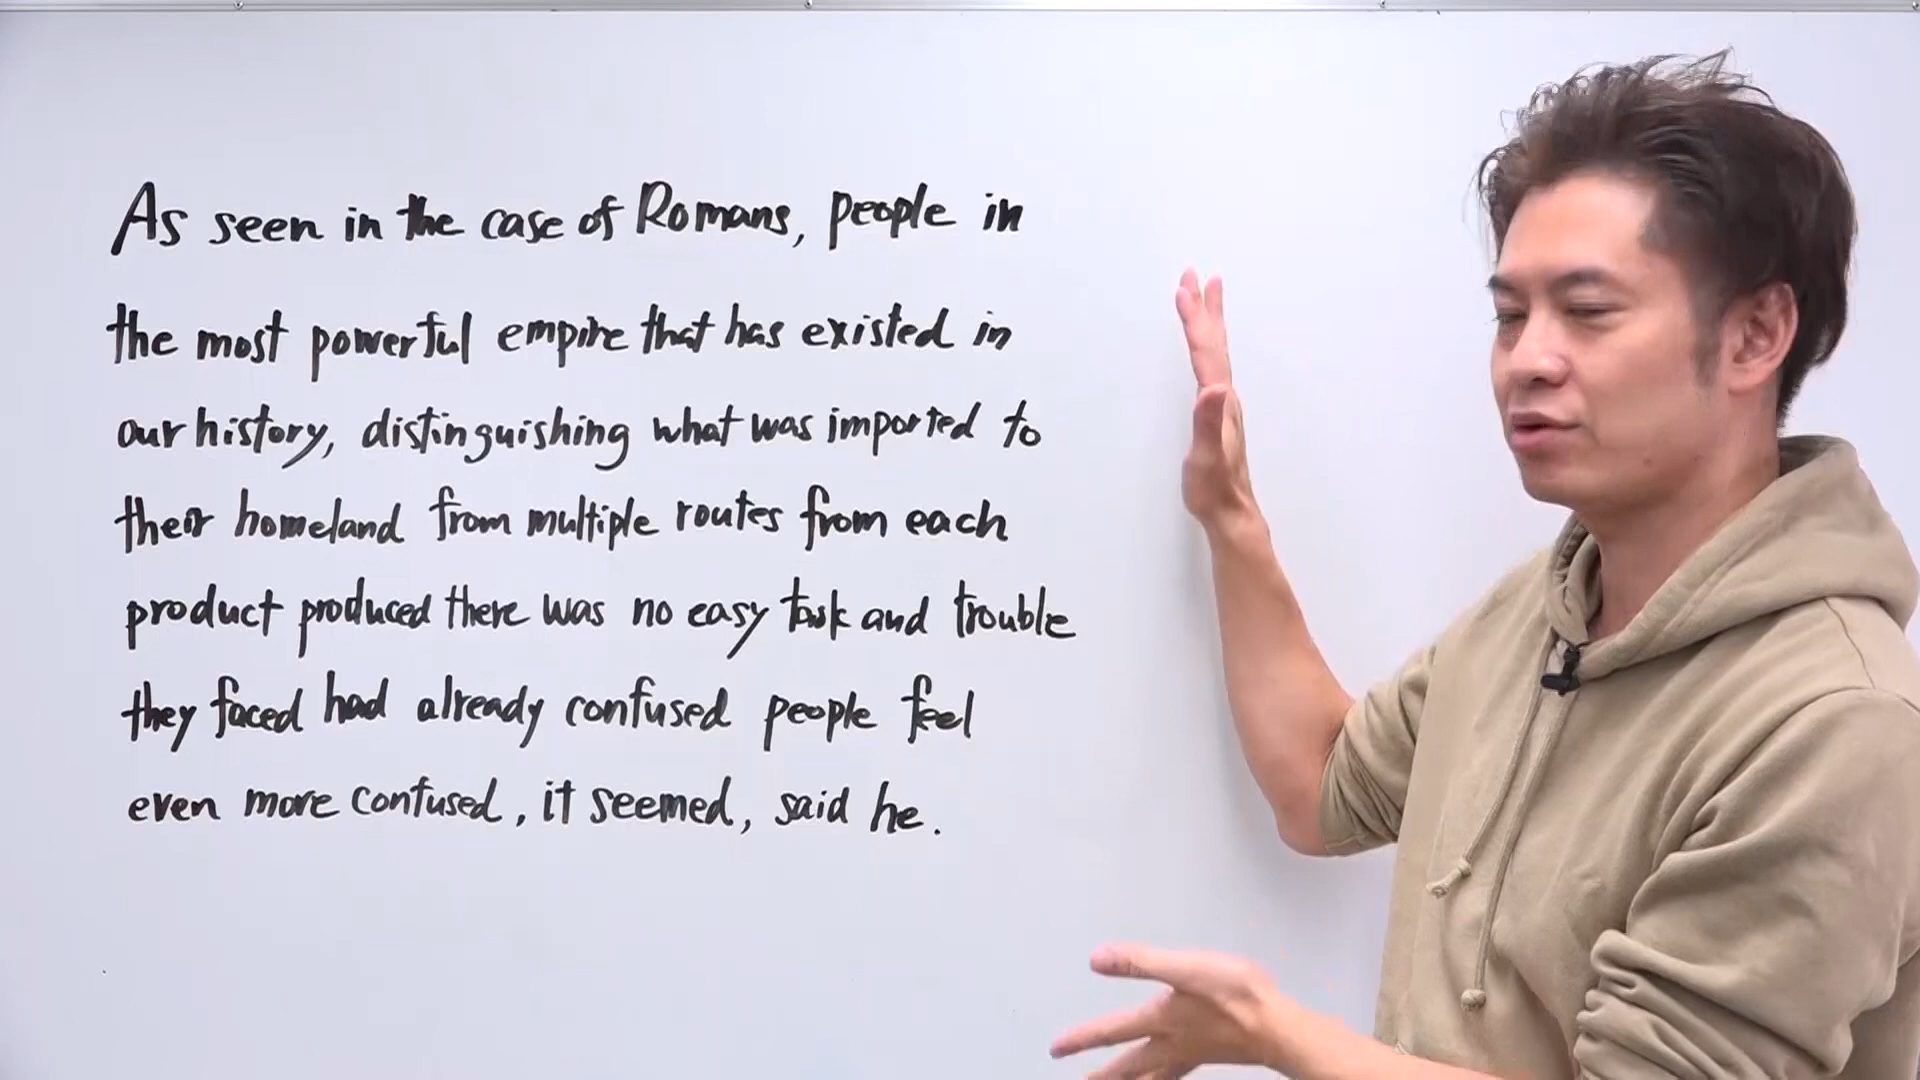 As seen in the case of Romans, people in
the most powerful empire that has existed in
our history, distinguishing what was imported to
their homeland from multiple routes from each
product produced there was no easy task and trouble
they faced had already confused people feel
even more confused, it seemed, said he.